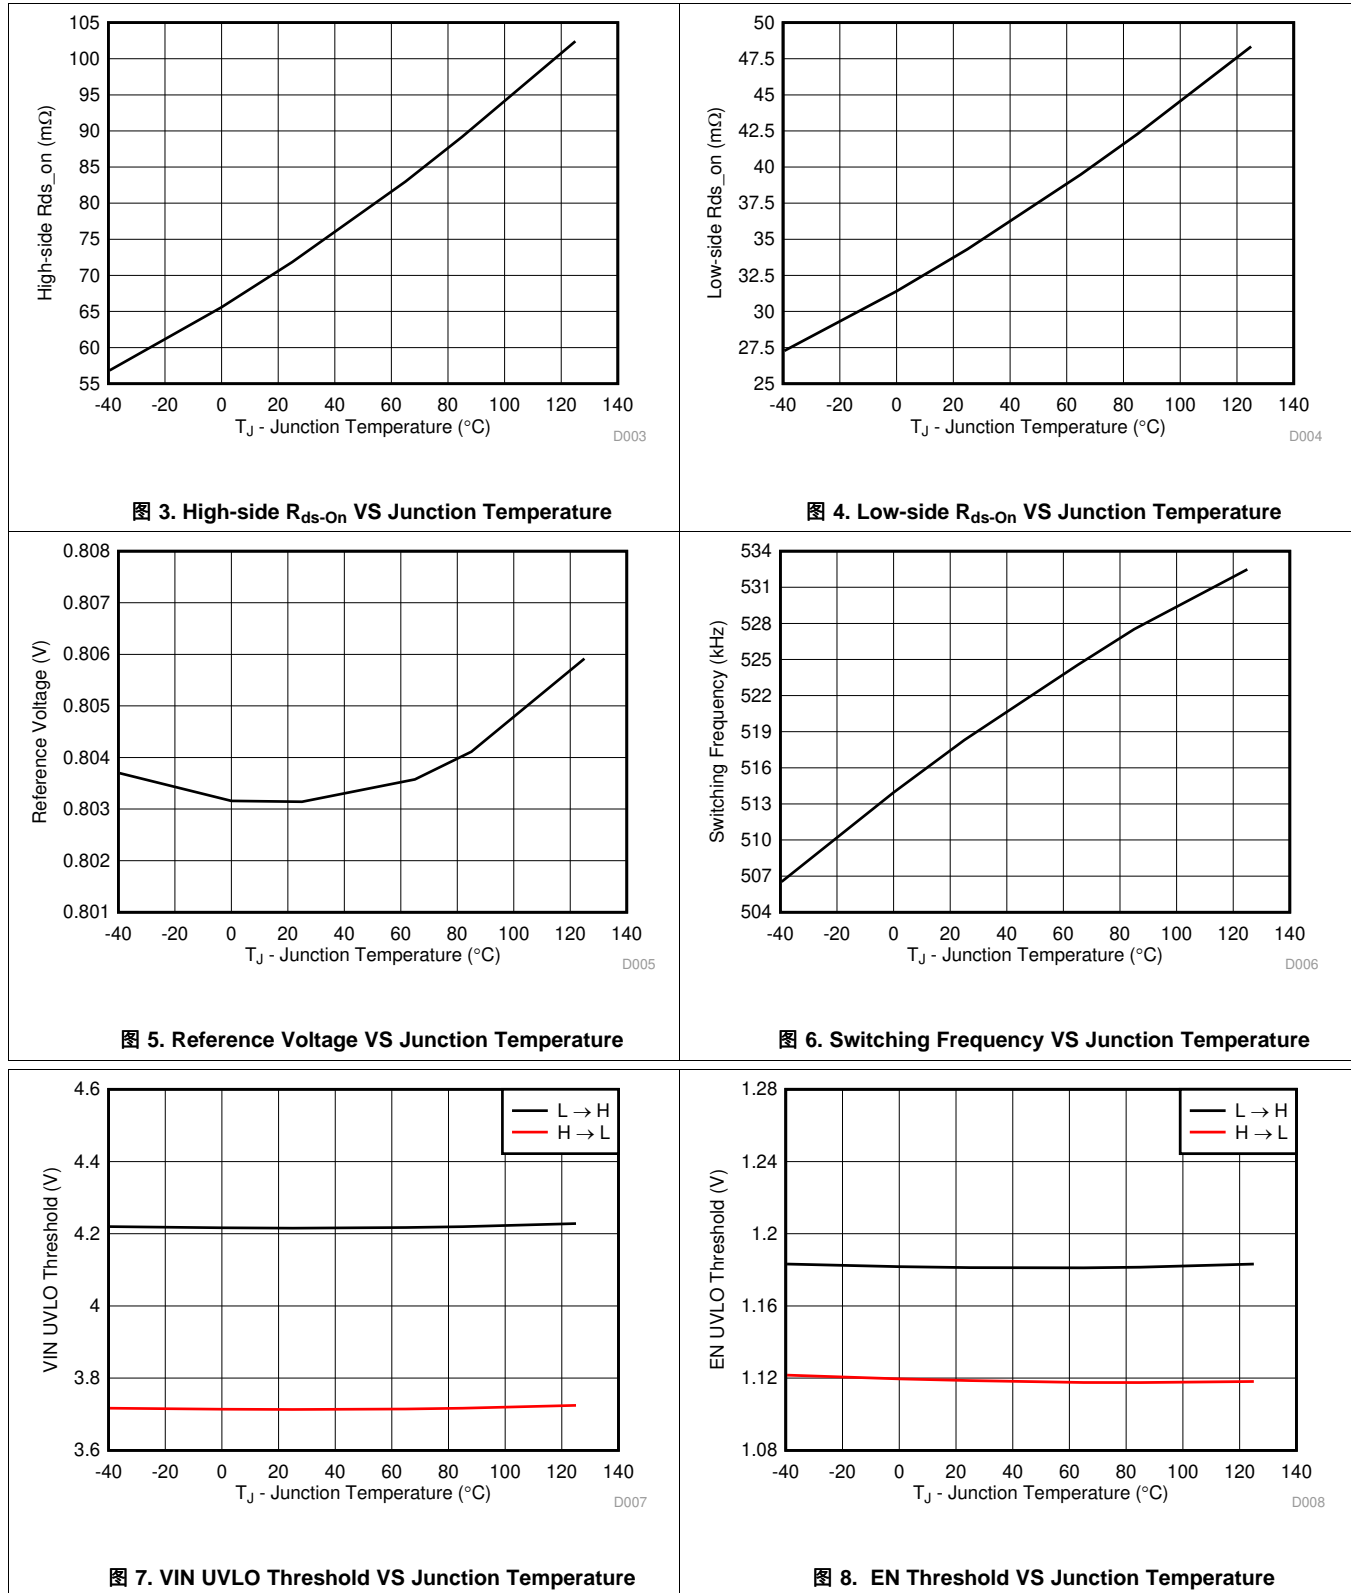 105
100
95
90
85
80
75
70
65
60
55
High-side Rds_on (mΩ)
-40 -20 0 20 40 60 80 100 120 140
TJ - Junction Temperature (°C)
D003
图 3. High-side Rds-On VS Junction Temperature
50
47.5
45
42.5
40
37.5
35
32.5
30
27.5
25
Low-side Rds_on (mΩ)
-40 -20 0 20 40 60 80 100 120 140
TJ - Junction Temperature (°C)
D004
图 4. Low-side Rds-On VS Junction Temperature
0.808
0.807
0.806
0.805
0.804
0.803
0.802
0.801
Reference Voltage (V)
-40 -20 0 20 40 60 80 100 120 140
TJ - Junction Temperature (°C)
D005
图 5. Reference Voltage VS Junction Temperature
534
531
528
525
522
519
516
513
510
507
504
Switching Frequency (kHz)
-40 -20 0 20 40 60 80 100 120 140
TJ - Junction Temperature (°C)
D006
图 6. Switching Frequency VS Junction Temperature
4.6
4.4
4.2
4
3.8
3.6
VIN UVLO Threshold (V)
L → H
H → L
-40 -20 0 20 40 60 80 100 120 140
TJ - Junction Temperature (°C)
D007
图 7. VIN UVLO Threshold VS Junction Temperature
1.28
1.24
1.2
1.16
1.12
1.08
EN UVLO Threshold (V)
L → H
H → L
-40 -20 0 20 40 60 80 100 120 140
TJ - Junction Temperature (°C)
D008
图 8. EN Threshold VS Junction Temperature